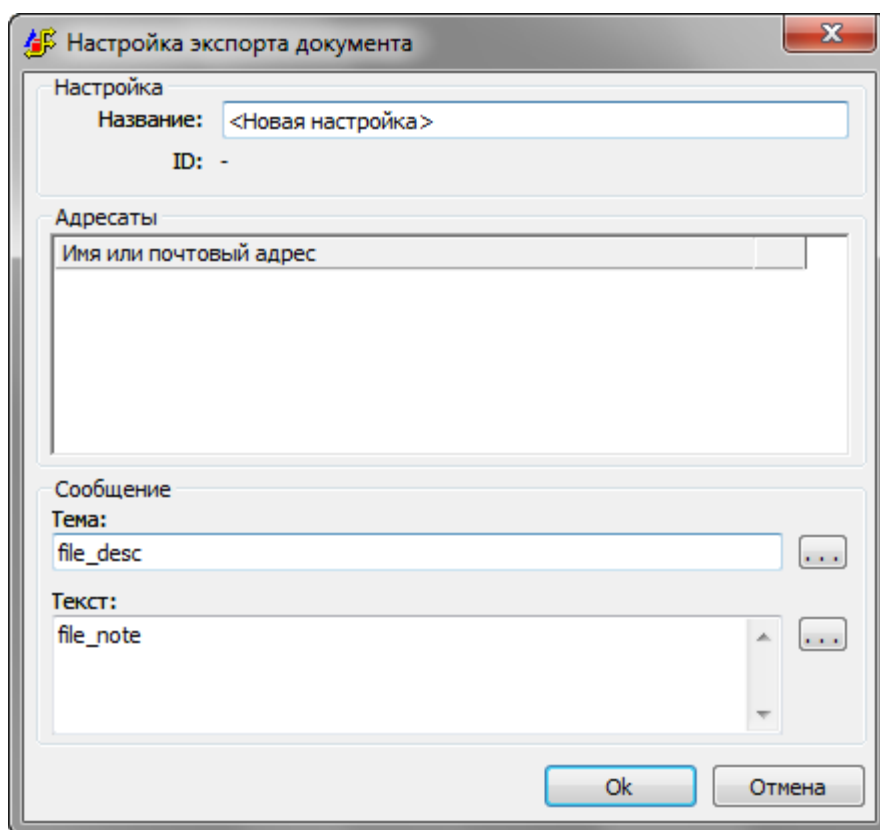 Настройка экспорта документа
Настройка
Название: <Новая настройка>
ID: -
Адресаты
Имя или почтовый адрес
Сообщение
Тема:
file_desc
...
Текст:
file_note
...
Ok Отмена